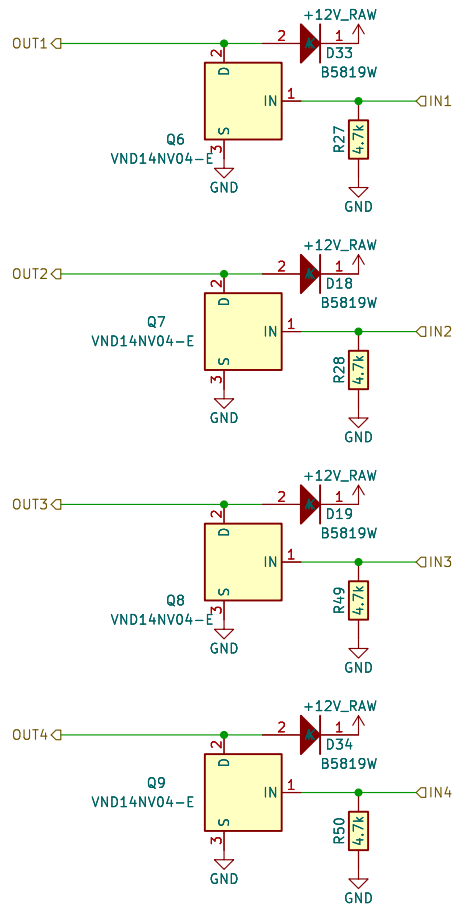 +12V_RAW
OUT1 2 1
D33
B5819W
2
D
IN 1 IN1
R27 4.7k
S
3
Q6
VND14NV04-E
GND
GND
+12V_RAW
OUT2 2 1
D18
B5819W
2
D
IN 1 IN2
R28 4.7k
S
3
Q7
VND14NV04-E
GND
GND
+12V_RAW
OUT3 2 1
D19
B5819W
2
D
IN 1 IN3
R49 4.7k
S
3
Q8
VND14NV04-E
GND
GND
+12V_RAW
OUT4 2 1
D34
B5819W
2
D
IN 1 IN4
R50 4.7k
S
3
Q9
VND14NV04-E
GND
GND